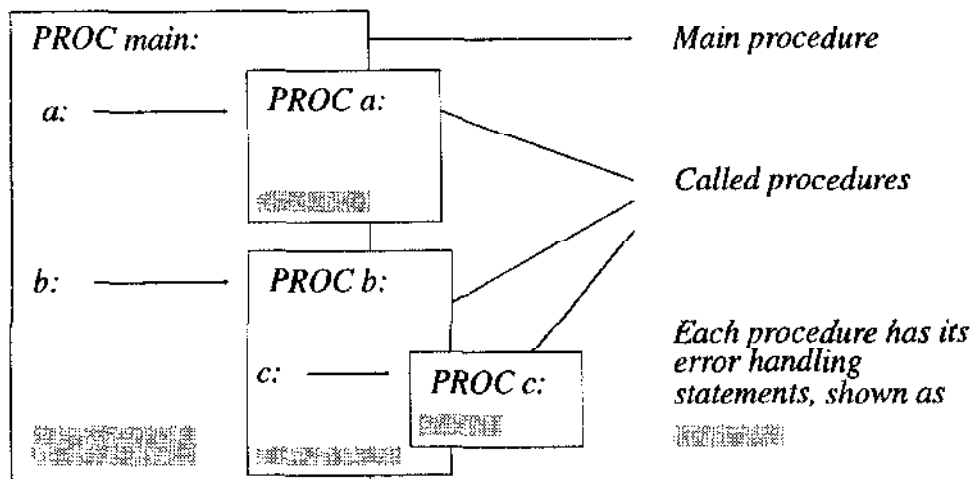 PROC main:
Main procedure
a:
PROC a:
Called procedures
b:
PROC b:
c:
PROC c:
Each procedure has its
error handling
statements, shown as